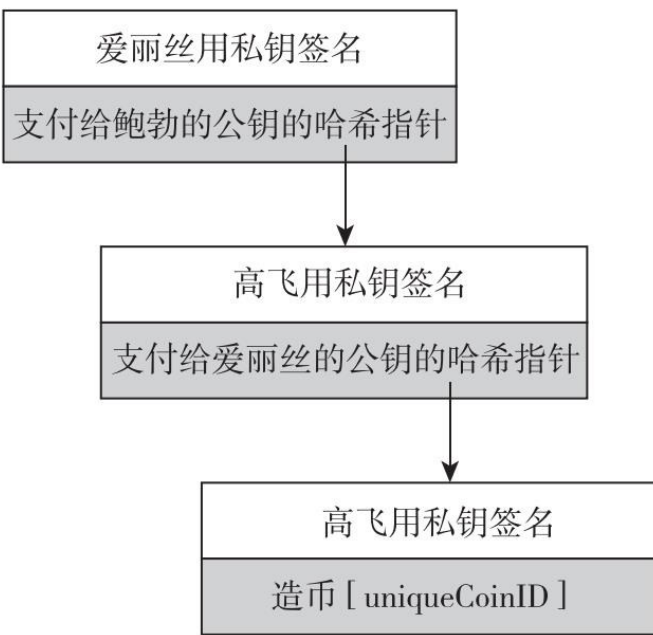 爱丽丝用私钥签名
支付给鲍勃的公钥的哈希指针
高飞用私钥签名
支付给爱丽丝的公钥的哈希指针
高飞用私钥签名
造币 [ uniqueCoinID ]